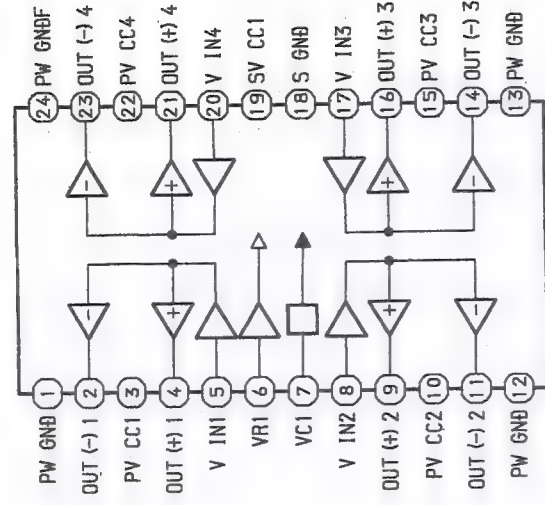 24 PW GNDF
23 OUT (-) 4
22 PV CC4
21 OUT (+) 4
20 V IN4
19 SV CC1
18 S GND
17 V IN3
16 OUT (+) 3
15 PV CC3
14 OUT (-) 3
13 PW GND
-
+
+
-
-
+
+
-
PW GND 1
OUT (-) 1 2
PV CC1 3
OUT (+) 1 4
V IN1 5
VR1 6
VC1 7
V IN2 8
OUT (+) 2 9
PV CC2 10
OUT (-) 2 11
PW GND 12